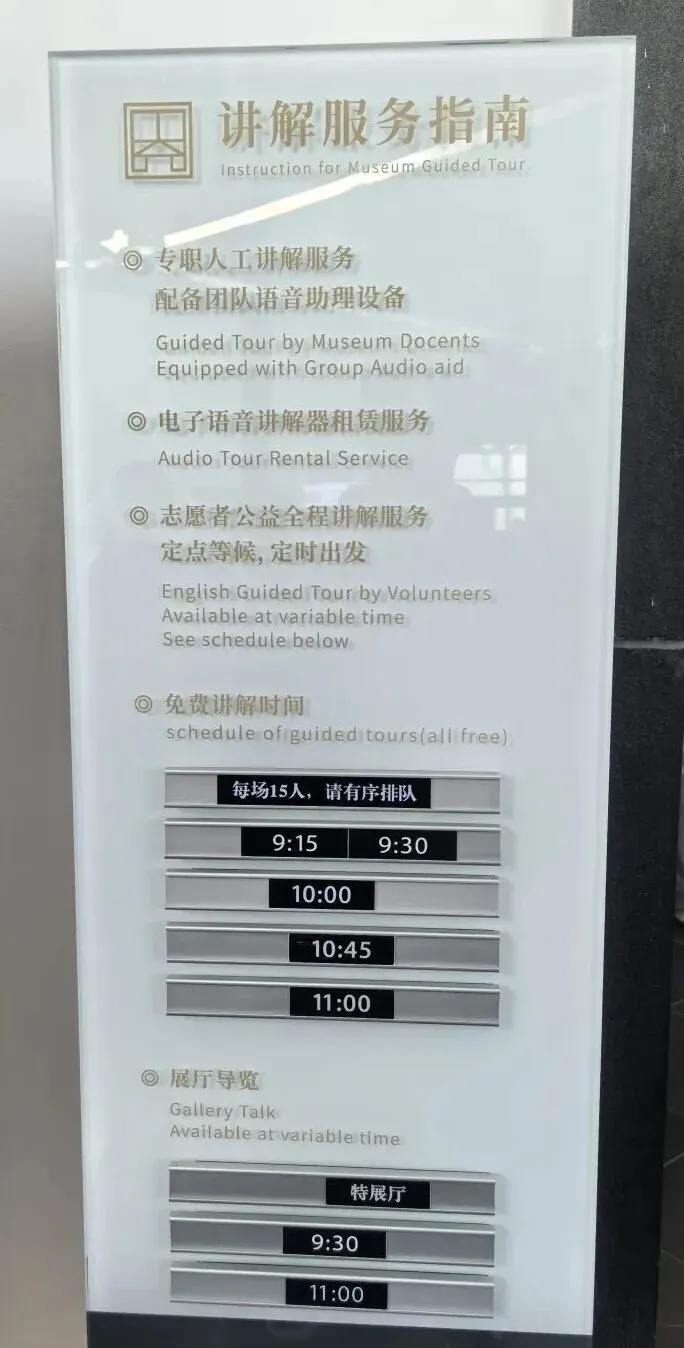 讲解服务指南
Instruction for Museum Guided Tour
专职人工讲解服务
配备团队语音助理设备
Guided Tour by Museum Docents
Equipped with Group Audio aid
电子语音讲解器租赁服务
Audio Tour Rental Service
志愿者公益全程讲解服务
定点等候, 定时出发
English Guided Tour by Volunteers
Available at variable time
See schedule below
免费讲解时间
schedule of guided tours(all free)
每场15人，请有序排队
9:15 9:30
10:00
10:45
11:00
展厅导览
Gallery Talk
Available at variable time
特展厅
9:30
11:00